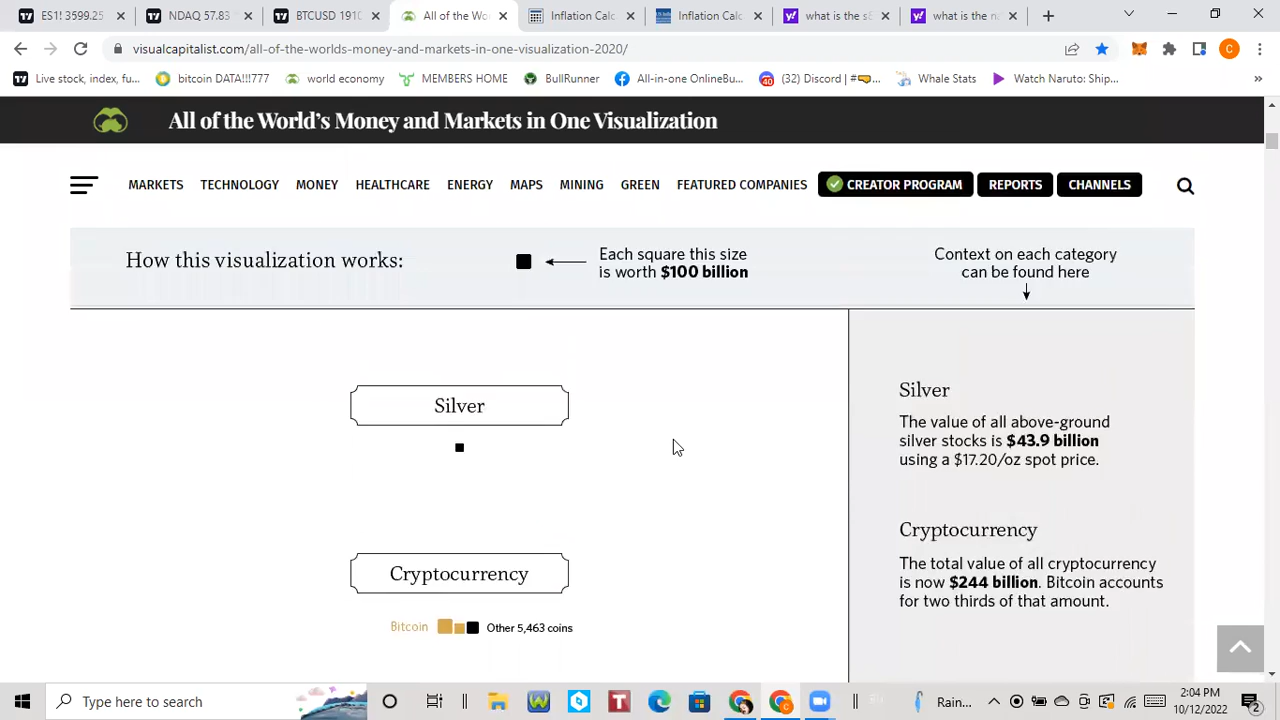 ES1! 3599.25
NDAQ 57.83
BTCUSD 191
All of the Wo
Inflation Calc
Inflation Calc
what is the s&
what is the n
visualcapitalist.com/all-of-the-worlds-money-and-markets-in-one-visualization-2020/
C
Live stock, index, fu...
bitcoin DATA!!!777
world economy
MEMBERS HOME
BullRunner
All-in-one OnlineBu...
(32) Discord | #
Whale Stats
Watch Naruto: Ship...
»
All of the World's Money and Markets in One Visualization
MARKETS
TECHNOLOGY
MONEY
HEALTHCARE
ENERGY
MAPS
MINING
GREEN
FEATURED COMPANIES
CREATOR PROGRAM
REPORTS
CHANNELS
How this visualization works:
Each square this size
is worth $100 billion
Context on each category
can be found here
Silver
Silver
The value of all above-ground
silver stocks is $43.9 billion
using a $17.20/oz spot price.
Cryptocurrency
Cryptocurrency
The total value of all cryptocurrency
is now $244 billion. Bitcoin accounts
for two thirds of that amount.
Bitcoin
Other 5,463 coins
Type here to search
Rain...
2:04 PM
10/12/2022
2